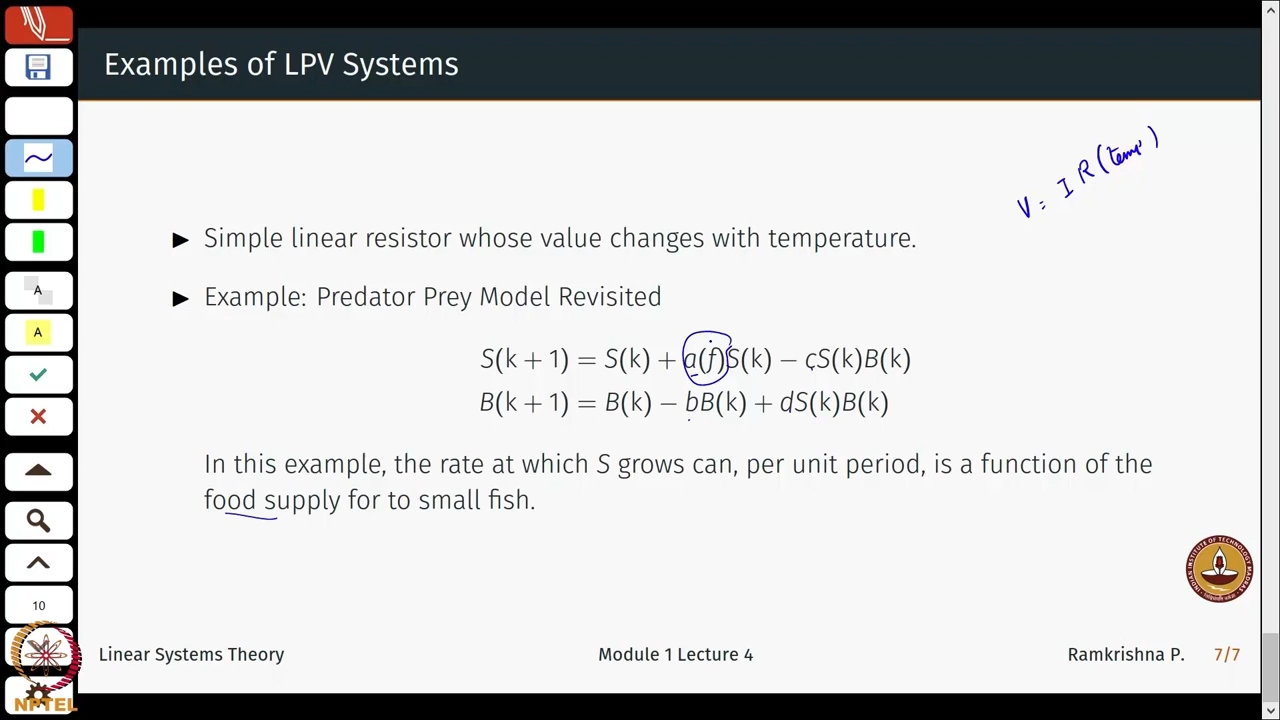 Examples of LPV Systems
V = I R (temp)
▶ Simple linear resistor whose value changes with temperature.
▶ Example: Predator Prey Model Revisited
S(k + 1) = S(k) + a(f)S(k) − cS(k)B(k)
B(k + 1) = B(k) − bB(k) + dS(k)B(k)
In this example, the rate at which S grows can, per unit period, is a function of the
food supply for to small fish.
A
A
10
NPTEL
Linear Systems Theory
Module 1 Lecture 4
Ramkrishna P.
7/7